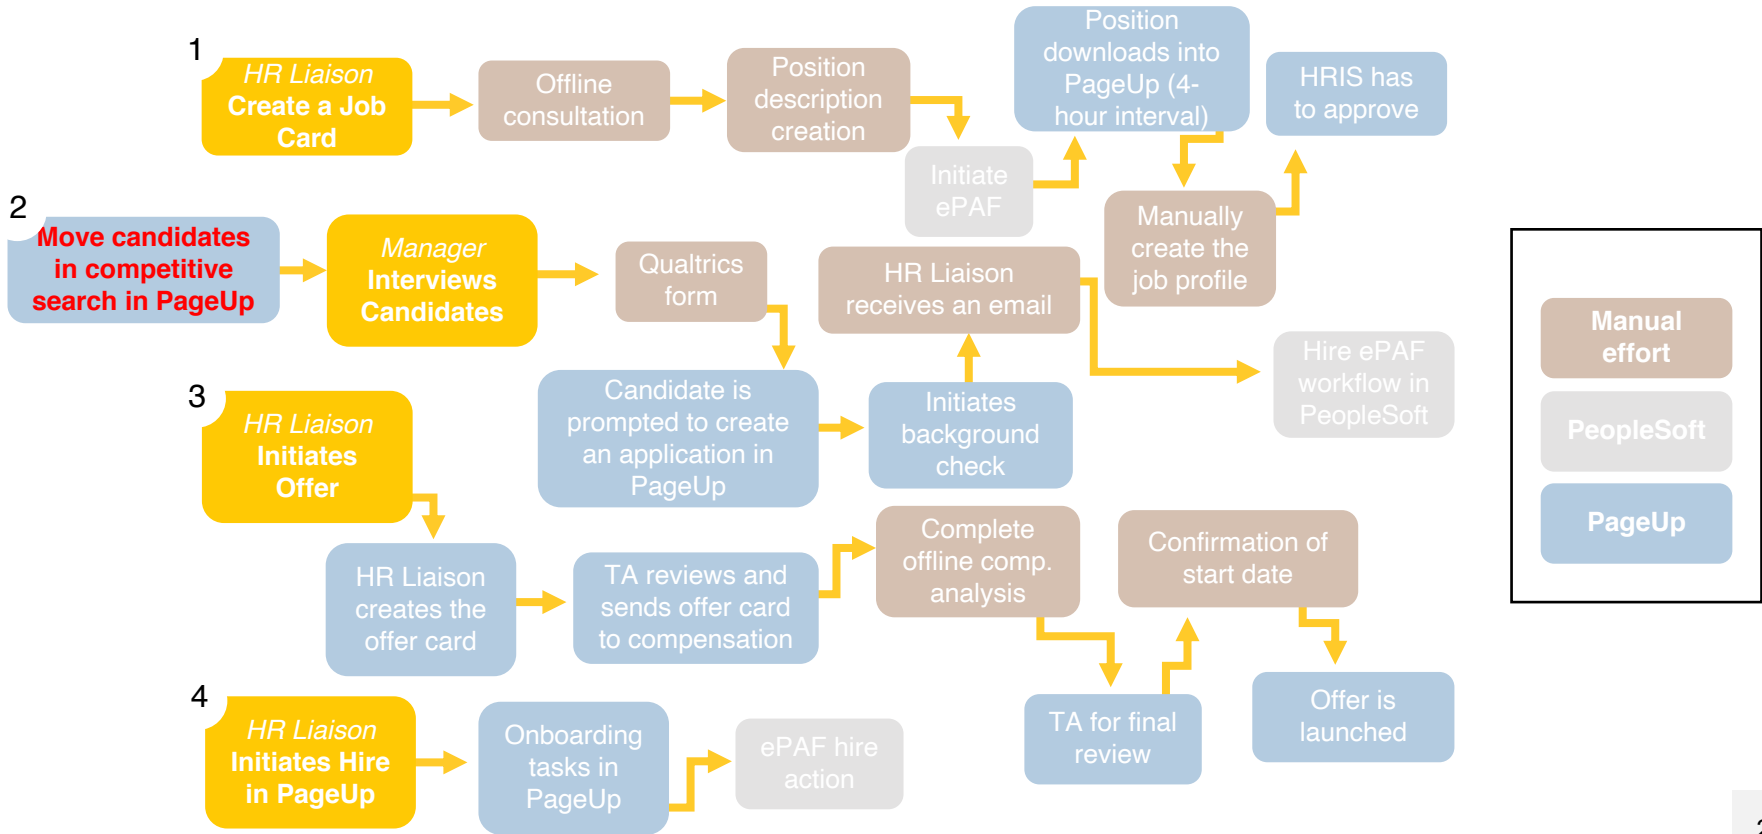 1
HR Liaison
Create a Job
Card
Offline
consultation
Position
description
creation
Initiate
ePAF
Position
downloads into
PageUp (4-
hour interval)
Manually
create the
job profile
HRIS has
to approve
2
Move candidates
in competitive
search in PageUp
Manager
Interviews
Candidates
Qualtrics
form
Candidate is
prompted to create
an application in
PageUp
Initiates
background
check
HR Liaison
receives an email
Hire ePAF
workflow in
PeopleSoft
3
HR Liaison
Initiates
Offer
HR Liaison
creates the
offer card
TA reviews and
sends offer card
to compensation
Complete
offline comp.
analysis
TA for final
review
Confirmation of
start date
Offer is
launched
4
HR Liaison
Initiates Hire
in PageUp
Onboarding
tasks in
PageUp
ePAF hire
action
Manual
effort
PeopleSoft
PageUp